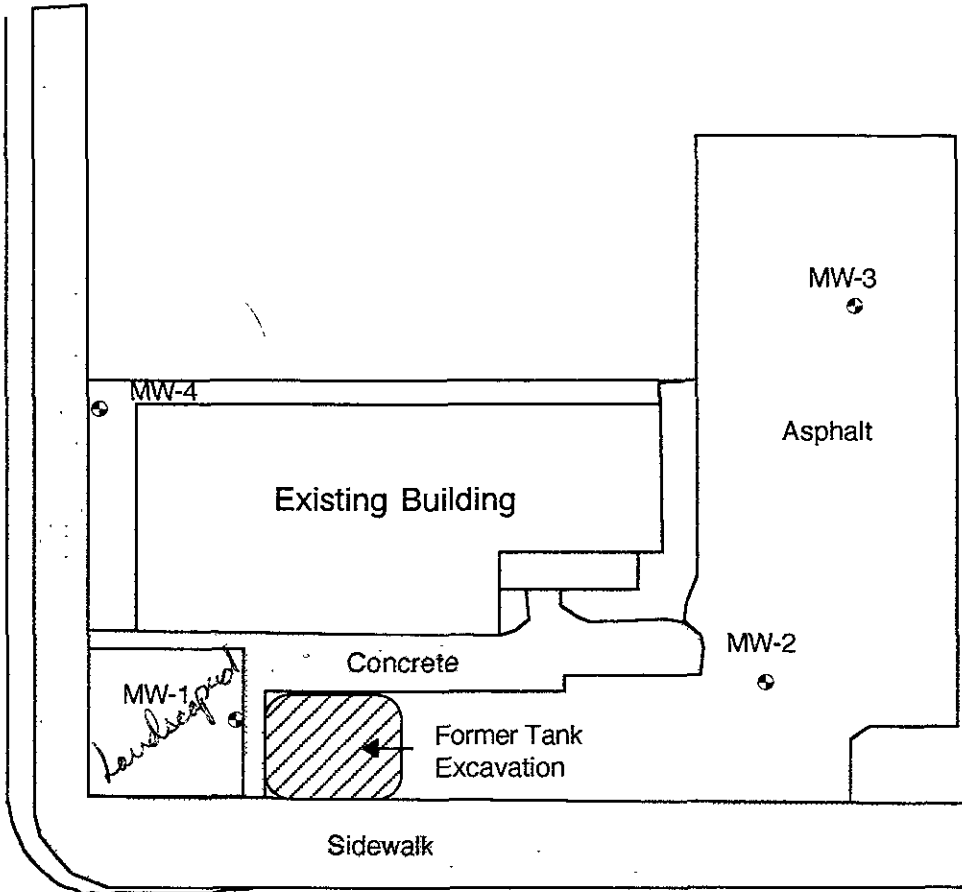 MW-3
MW-4
Asphalt
Existing Building
MW-2
Concrete
MW-1
Landscaped
Former Tank
Excavation
Sidewalk